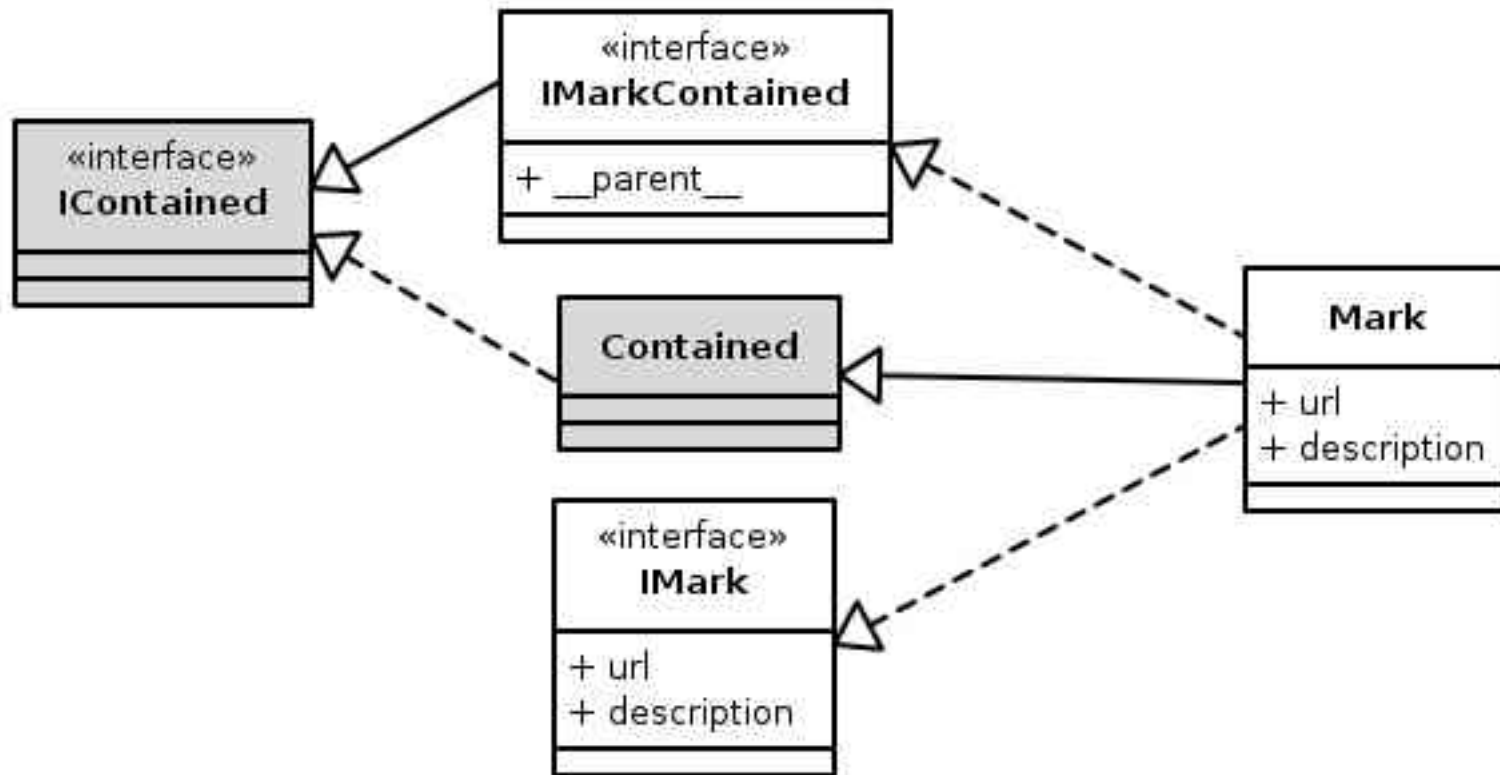 «interface»
IContained
«interface»
IMarkContained
+ __parent__
Contained
«interface»
IMark
+ url
+ description
Mark
+ url
+ description